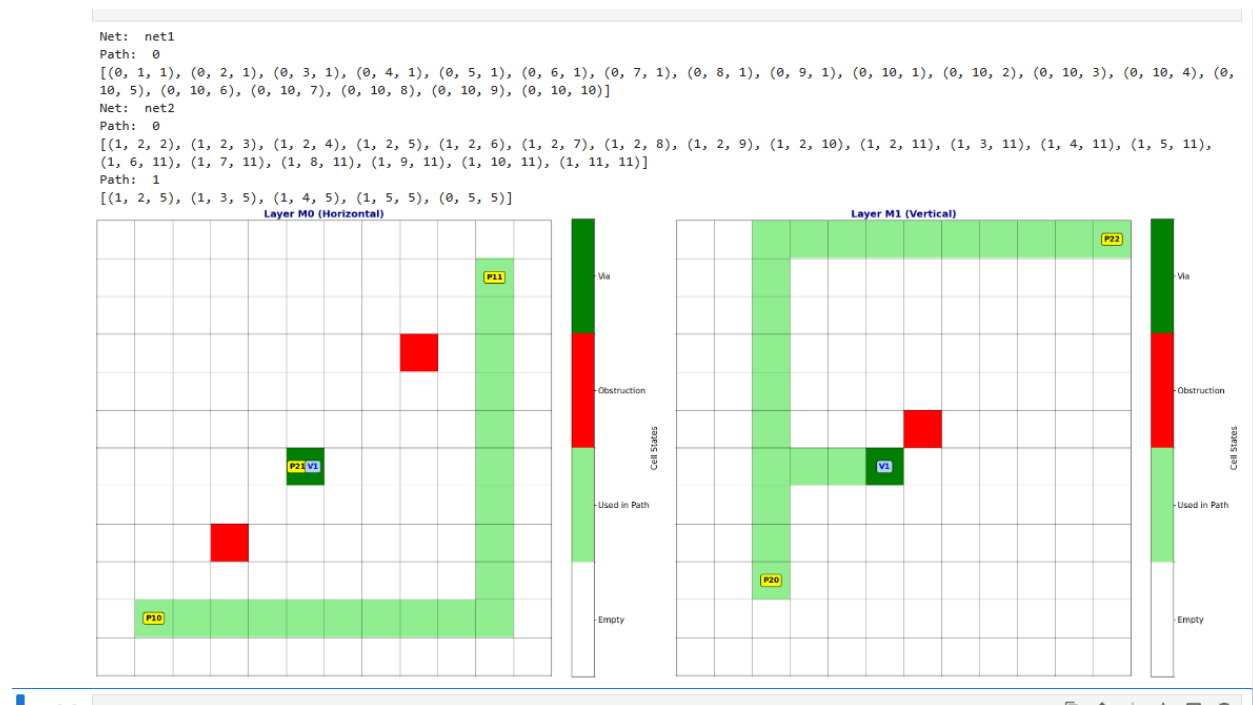 Net:  net1
Path:  0
[(0, 1, 1), (0, 2, 1), (0, 3, 1), (0, 4, 1), (0, 5, 1), (0, 6, 1), (0, 7, 1), (0, 8, 1), (0, 9, 1), (0, 10, 1), (0, 10, 2), (0, 10, 3), (0, 10, 4), (0,
10, 5), (0, 10, 6), (0, 10, 7), (0, 10, 8), (0, 10, 9), (0, 10, 10)]
Net:  net2
Path:  0
[(1, 2, 2), (1, 2, 3), (1, 2, 4), (1, 2, 5), (1, 2, 6), (1, 2, 7), (1, 2, 8), (1, 2, 9), (1, 2, 10), (1, 2, 11), (1, 3, 11), (1, 4, 11), (1, 5, 11),
(1, 6, 11), (1, 7, 11), (1, 8, 11), (1, 9, 11), (1, 10, 11), (1, 11, 11)]
Path:  1
[(1, 2, 5), (1, 3, 5), (1, 4, 5), (1, 5, 5), (0, 5, 5)]
Layer M0 (Horizontal)
P11
P21 V1
P10
Via
Obstruction
Used in Path
Empty
Cell States
Layer M1 (Vertical)
P22
V1
P20
Via
Obstruction
Used in Path
Empty
Cell States